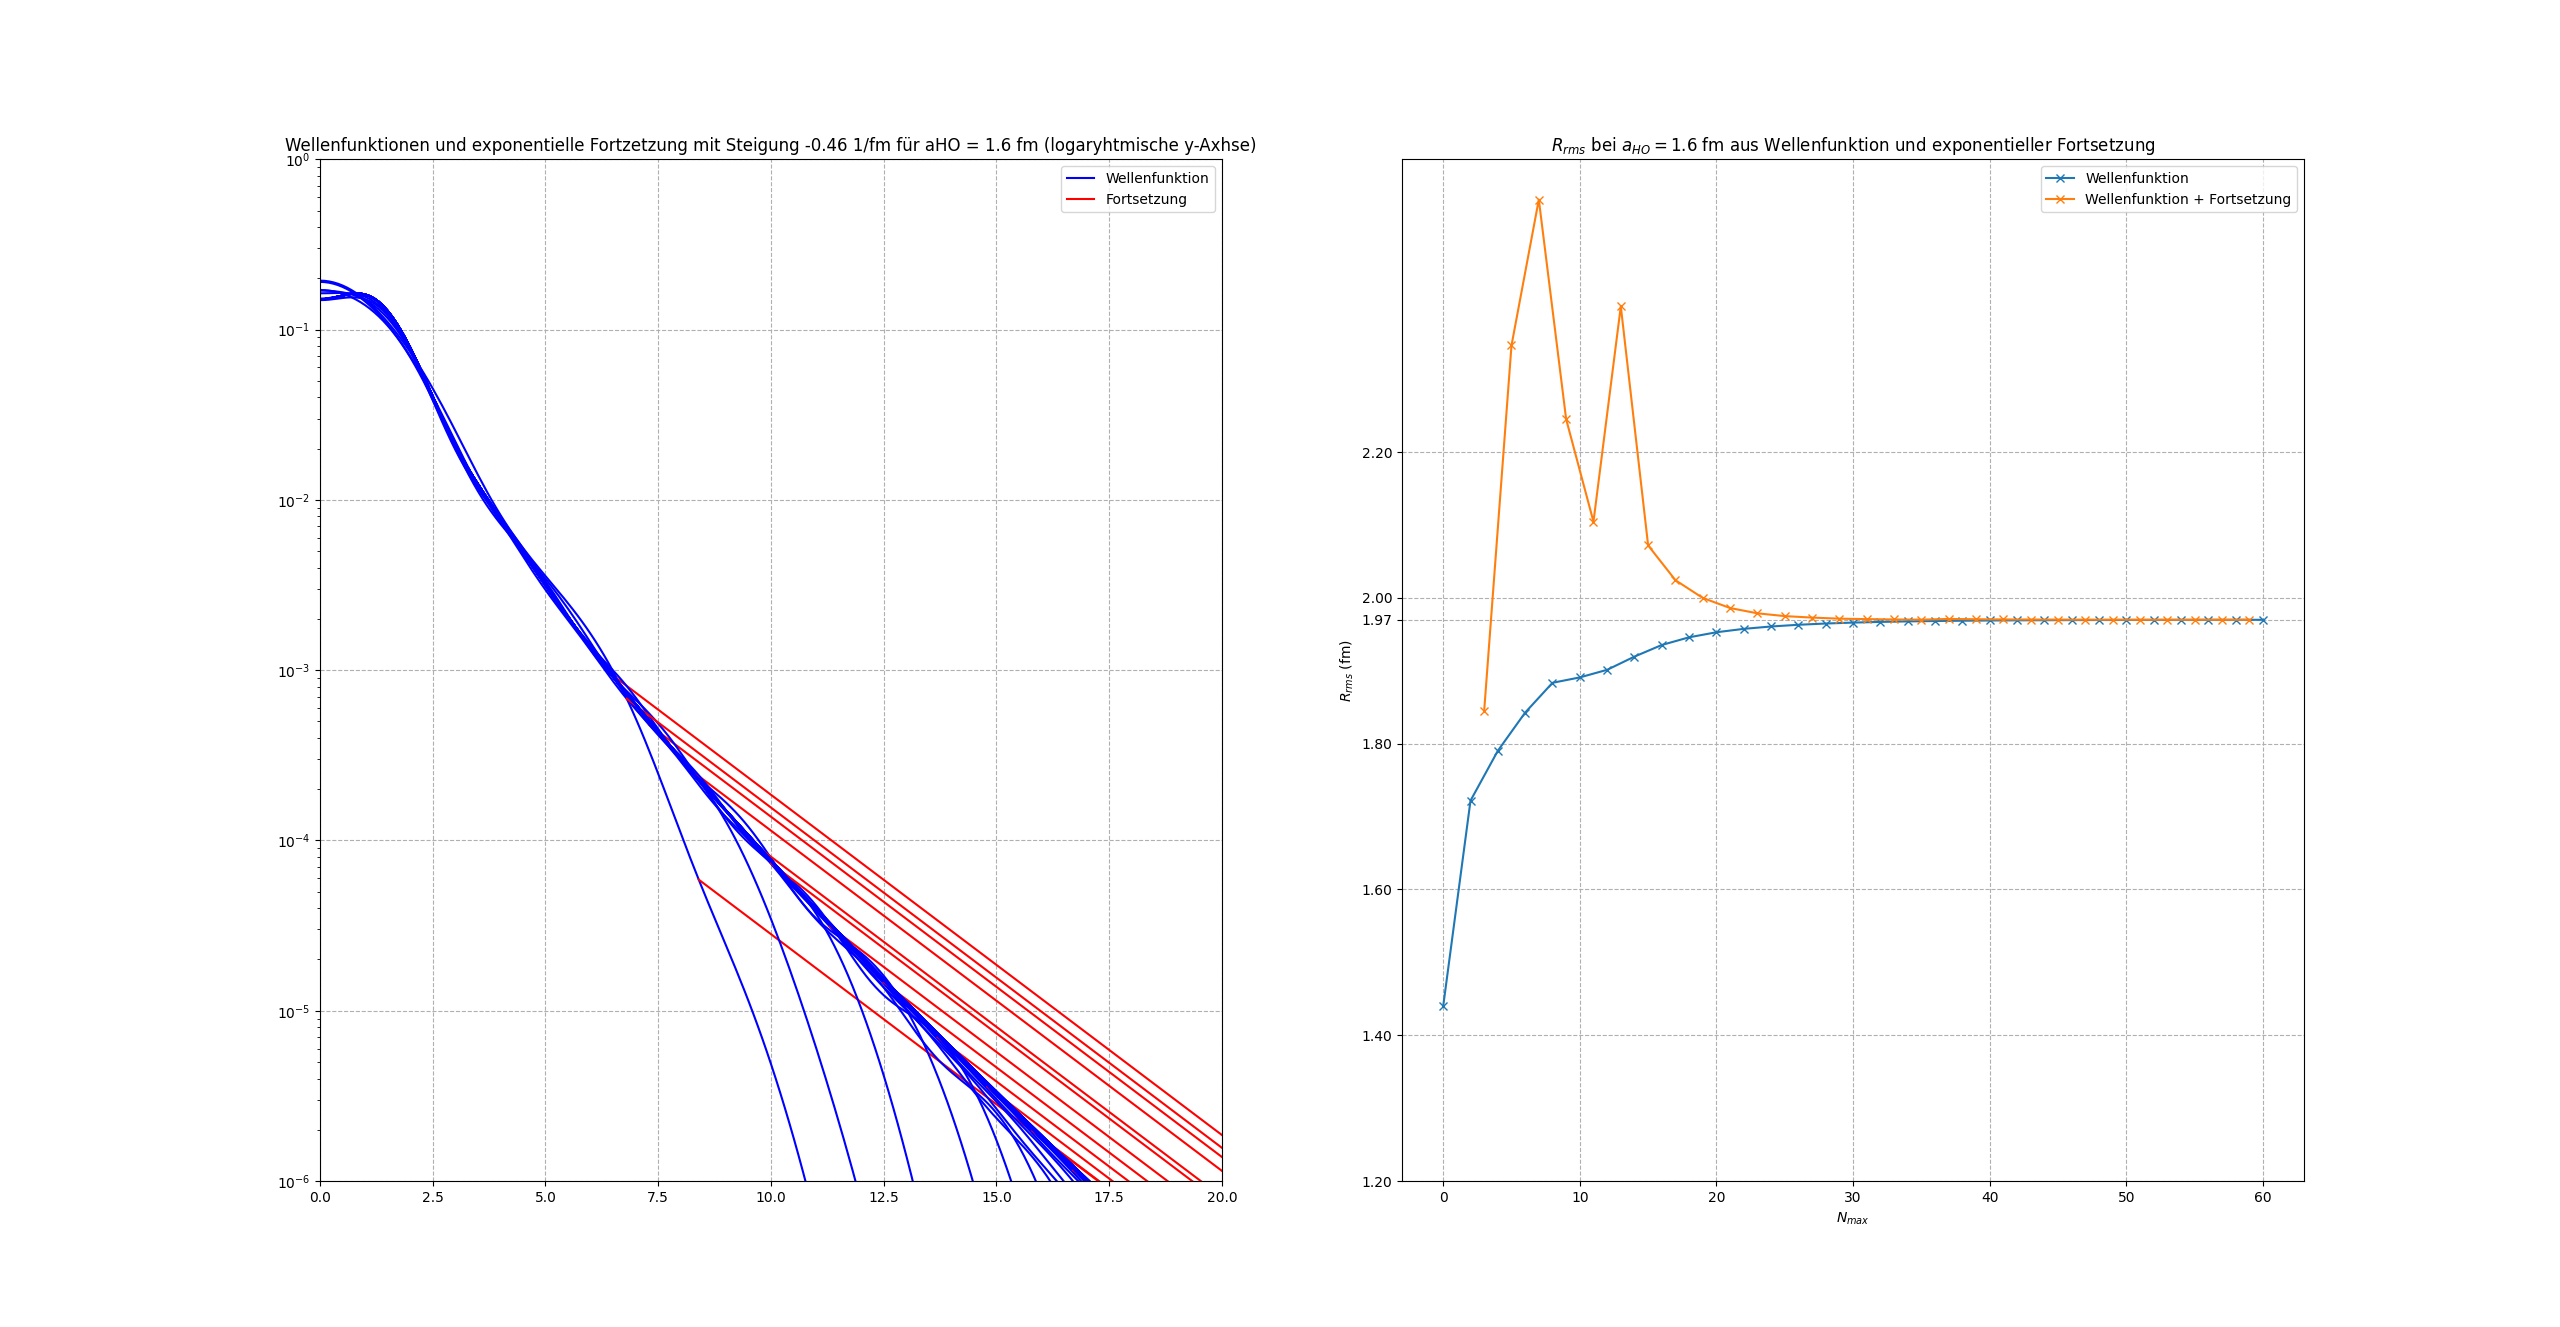 Wellenfunktionen und exponentielle Fortzetzung mit Steigung -0.46 1/fm für aHO = 1.6 fm (logaryhtmische y-Axhse)
10^0
10^-1
10^-2
10^-3
10^-4
10^-5
10^-6
Wellenfunktion
Fortsetzung
0.0 2.5 5.0 7.5 10.0 12.5 15.0 17.5 20.0
R_rms bei a_HO = 1.6 fm aus Wellenfunktion und exponentieller Fortsetzung
Wellenfunktion
Wellenfunktion + Fortsetzung
R_rms (fm)
2.20
2.00
1.97
1.80
1.60
1.40
1.20
0 10 20 30 40 50 60
N_max